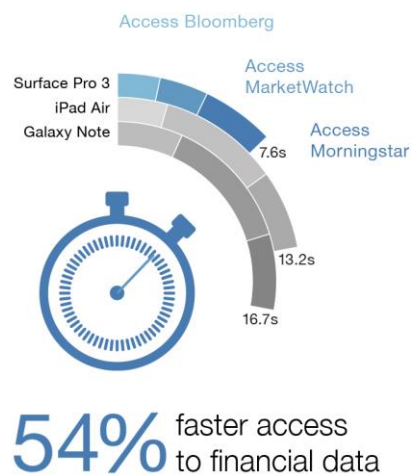 Access Bloomberg
Surface Pro 3
iPad Air
Galaxy Note
Access
MarketWatch
Access
Morningstar
7.6s
13.2s
16.7s
54% faster access
to financial data